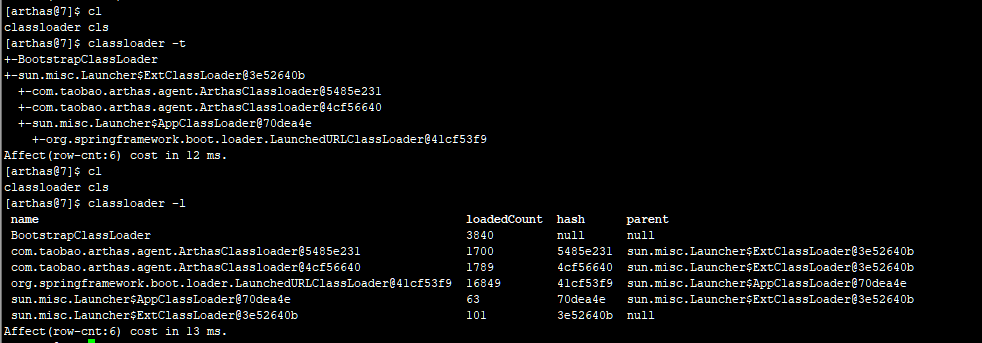 [arthas@7]$ cl
classloader cls
[arthas@7]$ classloader -t
+-BootstrapClassLoader
+-sun.misc.Launcher$ExtClassLoader@3e52640b
  +-com.taobao.arthas.agent.ArthasClassloader@5485e231
  +-com.taobao.arthas.agent.ArthasClassloader@4cf56640
  +-sun.misc.Launcher$AppClassLoader@70dea4e
    +-org.springframework.boot.loader.LaunchedURLClassLoader@41cf53f9
Affect(row-cnt:6) cost in 12 ms.
[arthas@7]$ cl
classloader cls
[arthas@7]$ classloader -l
name loadedCount hash parent
BootstrapClassLoader 3840 null null
com.taobao.arthas.agent.ArthasClassloader@5485e231 1700 5485e231 sun.misc.Launcher$ExtClassLoader@3e52640b
com.taobao.arthas.agent.ArthasClassloader@4cf56640 1789 4cf56640 sun.misc.Launcher$ExtClassLoader@3e52640b
org.springframework.boot.loader.LaunchedURLClassLoader@41cf53f9 16849 41cf53f9 sun.misc.Launcher$AppClassLoader@70dea4e
sun.misc.Launcher$AppClassLoader@70dea4e 63 70dea4e sun.misc.Launcher$ExtClassLoader@3e52640b
sun.misc.Launcher$ExtClassLoader@3e52640b 101 3e52640b null
Affect(row-cnt:6) cost in 13 ms.